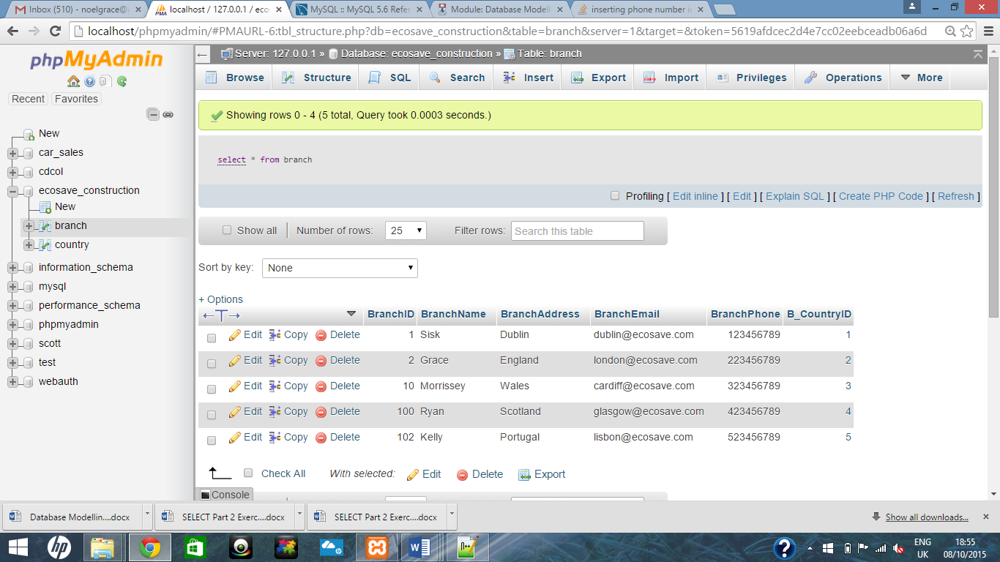 Inbox (510) - noelgrace@g
localhost / 127.0.0.1 / ecos
MySQL :: MySQL 5.6 Refer
Module: Database Modell
inserting phone number in
localhost/phpmyadmin/#PMAURL-6:tbl_structure.php?db=ecosave_construction&table=branch&server=1&target=&token=5619afdcec2d4e7cc02eebceadb06a6d
phpMyAdmin
Recent Favorites
New
car_sales
cdcol
ecosave_construction
New
branch
country
information_schema
mysql
performance_schema
phpmyadmin
scott
test
webauth
Server: 127.0.0.1 » Database: ecosave_construction » Table: branch
Browse Structure SQL Search Insert Export Import Privileges Operations More
Showing rows 0 - 4 (5 total, Query took 0.0003 seconds.)
select * from branch
Profiling [ Edit inline ] [ Edit ] [ Explain SQL ] [ Create PHP Code ] [ Refresh ]
Show all Number of rows: 25 Filter rows: Search this table
Sort by key: None
+ Options
BranchID BranchName BranchAddress BranchEmail BranchPhone B_CountryID
Edit Copy Delete 1 Sisk Dublin dublin@ecosave.com 123456789 1
Edit Copy Delete 2 Grace England london@ecosave.com 223456789 2
Edit Copy Delete 10 Morrissey Wales cardiff@ecosave.com 323456789 3
Edit Copy Delete 100 Ryan Scotland glasgow@ecosave.com 423456789 4
Edit Copy Delete 102 Kelly Portugal lisbon@ecosave.com 523456789 5
Check All With selected: Edit Delete Export
Console
Database Modellin....docx SELECT Part 2 Exerc....docx SELECT Part 2 Exerc....docx Show all downloads...
ENG 18:55
UK 08/10/2015